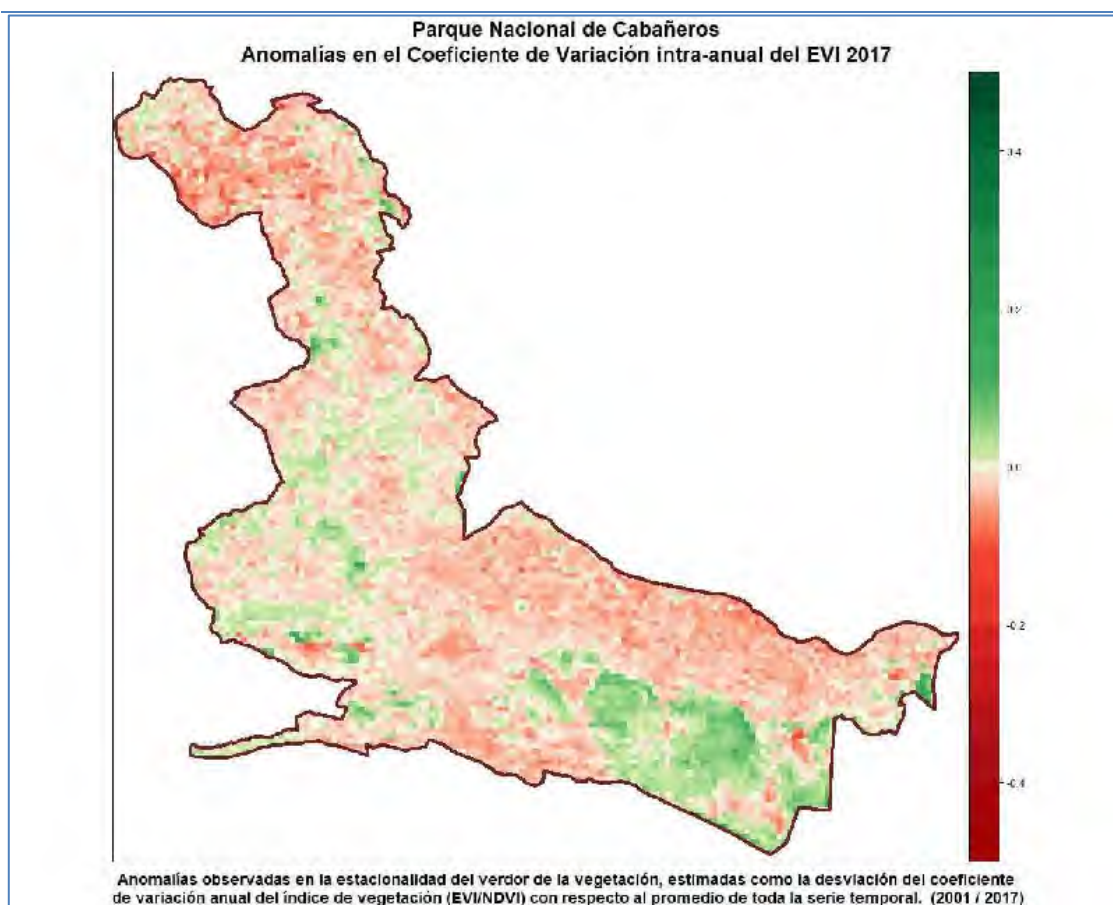 Parque Nacional de Cabañeros
Anomalías en el Coeficiente de Variación intra-anual del EVI 2017
0.4
0.2
0.0
-0.2
-0.4
Anomalías observadas en la estacionalidad del verdor de la vegetación, estimadas como la desviación del coeficiente
de variación anual del índice de vegetación (EVI/NDVI) con respecto al promedio de toda la serie temporal. (2001 / 2017)